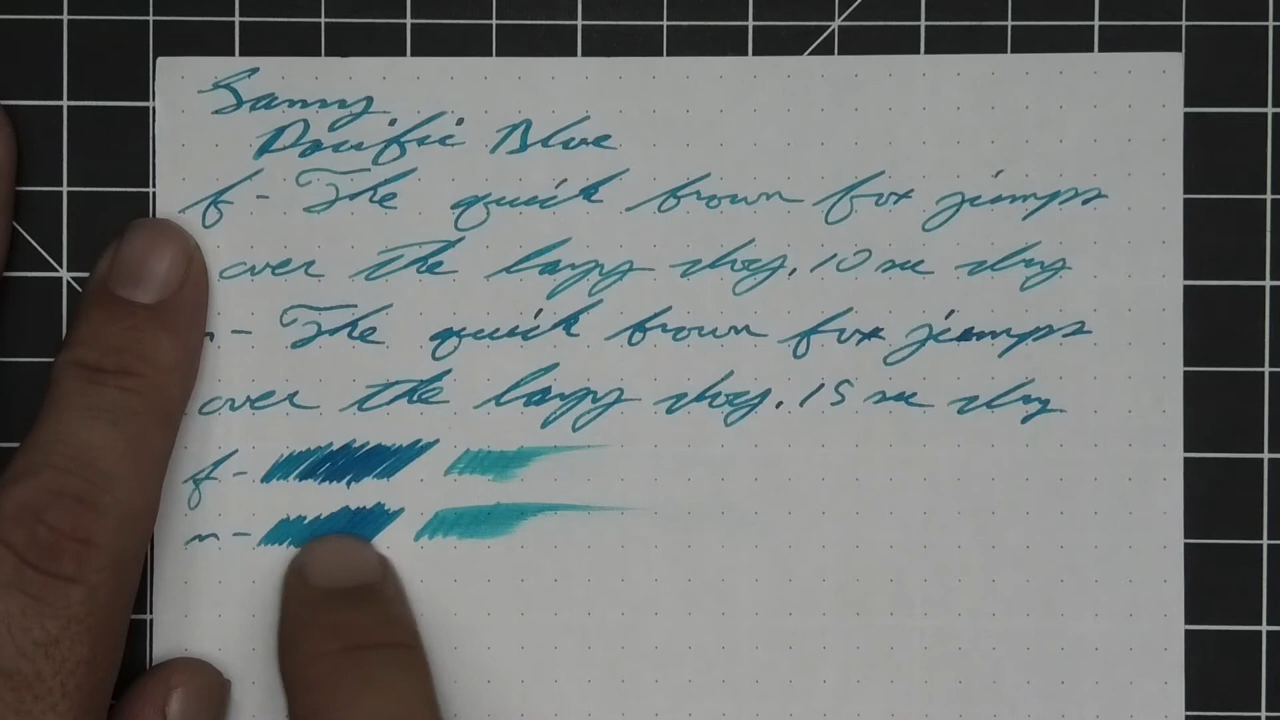 Pacific Blue
f - The quick brown fox jumps
over the lazy dog. 10 sec dry
- The quick brown fox jumps
over the lazy dog. 15 sec dry
f -
m -